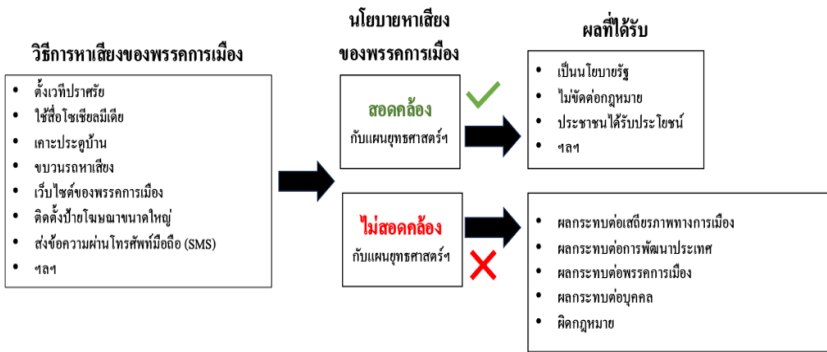 วิธีการหาเสียงของพรรคการเมือง
• ตั้งเวทีปราศรัย
• ใช้สื่อโซเชียลมีเดีย
• เคาะประตูบ้าน
• ขบวนรถหาเสียง
• เว็บไซต์ของพรรคการเมือง
• ติดตั้งป้ายโฆษณาขนาดใหญ่
• ส่งข้อความผ่านโทรศัพท์มือถือ (SMS)
• ฯลฯ
นโยบายหาเสียง
ของพรรคการเมือง
สอดคล้อง
กับแผนยุทธศาสตร์ฯ
ไม่สอดคล้อง
กับแผนยุทธศาสตร์ฯ
ผลที่ได้รับ
• เป็นนโยบายรัฐ
• ไม่ขัดต่อกฎหมาย
• ประชาชนได้รับประโยชน์
• ฯลฯ
• ผลกระทบต่อเสถียรภาพทางการเมือง
• ผลกระทบต่อการพัฒนาประเทศ
• ผลกระทบต่อพรรคการเมือง
• ผลกระทบต่อบุคคล
• ผิดกฎหมาย